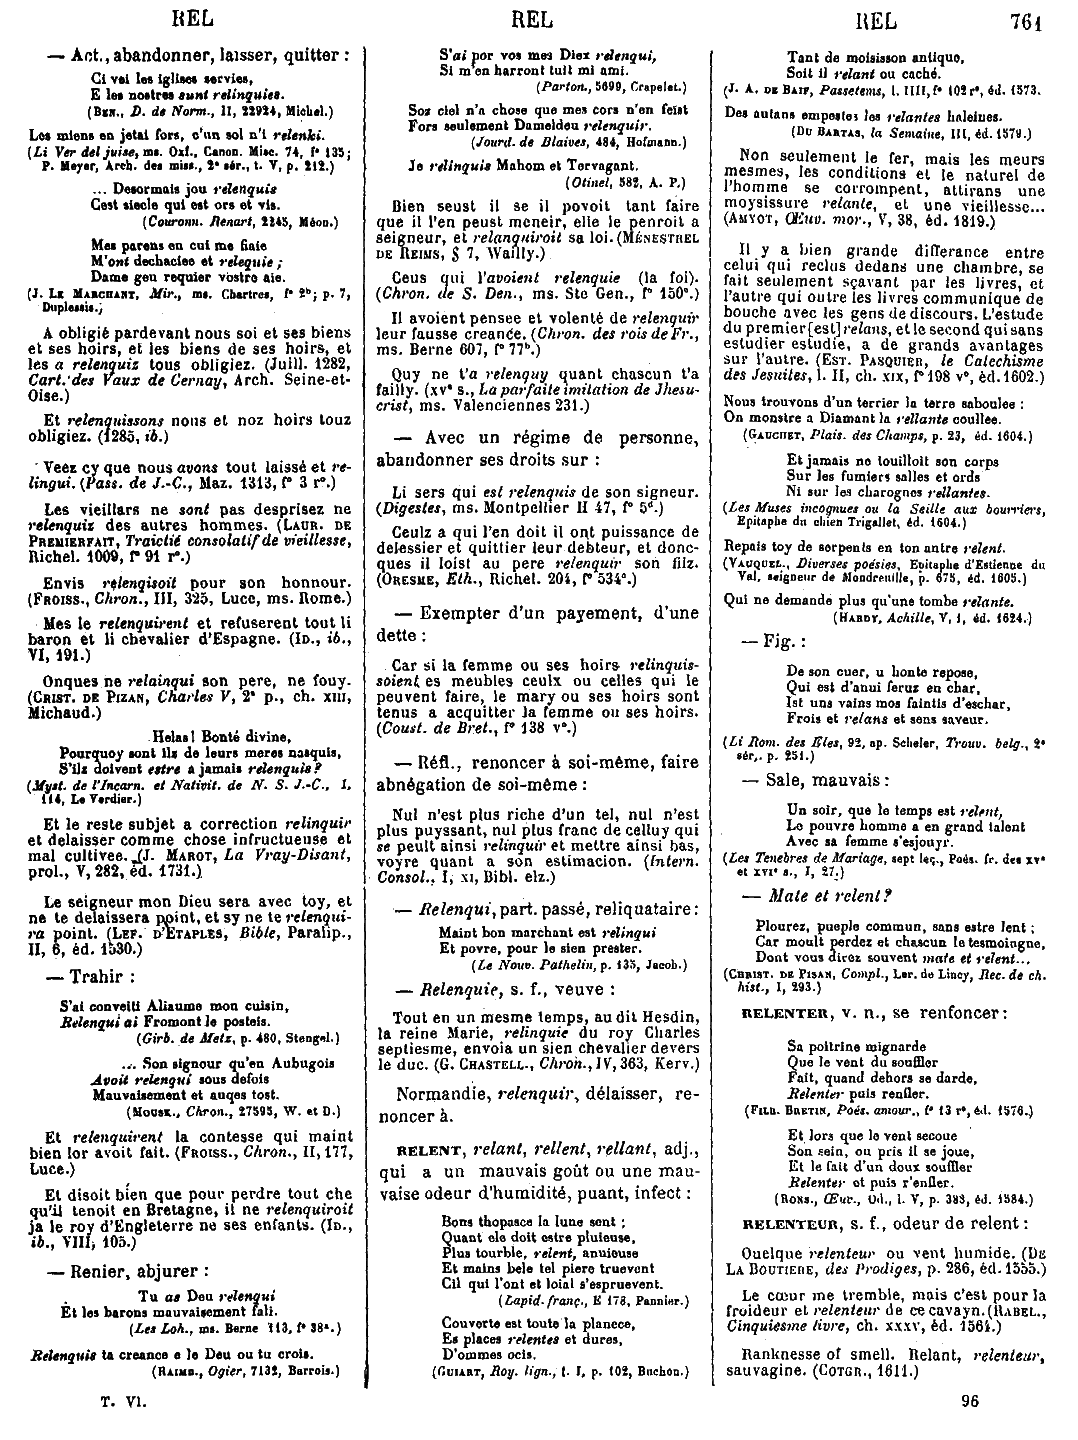 REL
REL
REL 761
— Act., abandonner, laisser, quitter :
Ci vel les iglises servies,
E les nostres sunt relinquies.
(Ben., D. de Norm., II, 22924, Michel.)
Les miens en jetai fors, c'un sol n'i relenki.
(Li Ver del juise, ms. Oxf., Canon. Misc. 74, f° 135;
P. Meyer, Arch. des miss., 2° sér., t. V, p. 212.)
... Desormais jou relenquis
Cest siecle qui est ors et vis.
(Couronn. Renart, 2245, Méon.)
Mes parens en cui me fiaie
M'ont dechaciee et relequie ;
Dame geu requier vostre aie.
(J. Le Marchant, Mir., ms. Chartres, f° 2b; p. 7,
Duplessis.)
A obligié pardevant nous soi et ses biens
et ses hoirs, et les biens de ses hoirs, et
les a relenquiz tous obligiez. (Juill. 1282,
Cart. des Vaux de Cernay, Arch. Seine-et-
Oise.)
Et relenquissons nous et noz hoirs touz
obligiez. (1285, ib.)
Veéz cy que nous avons tout laissé et re-
lingui. (Pass. de J.-C., Maz. 1313, f° 3 r°.)
Les vieillars ne sont pas desprisez ne
relenquiz des autres hommes. (Laur. de
Premierfait, Traictié consolatif de vieillesse,
Richel. 1009, f° 91 r°.)
Envis relenqisoit pour son honnour.
(Froiss., Chron., III, 325, Luce, ms. Rome.)
Mes le relenquirent et refuserent tout li
baron et li chevalier d'Espagne. (Id., ib.,
VI, 191.)
Onques ne relainqui son pere, ne fouy.
(Crist. de Pizan, Charles V, 2° p., ch. xiii,
Michaud.)
Helas! Bonté divine,
Pourquoy sont ilz de leurs meres nasquis,
S'ilz doivent estre a jamais relenquis?
(Myst. de l'Incarn. et Nativit. de N. S. J.-C., I,
114, Le Verdier.)
Et le reste subjet a correction relinquir
et delaisser comme chose infructueuse et
mal cultivee. (J. Marot, La Vray-Disant,
prol., V, 282, éd. 1731.)
Le seigneur mon Dieu sera avec toy, et
ne te delaissera point, et sy ne te relenqui-
ra point. (Lef. d'Etaples, Bible, Paralip.,
II, 6, éd. 1530.)
— Trahir :
S'ai conveiti Aliaume mon cuisin,
Relenqui ai Fromont le posteis.
(Girb. de Metz, p. 480, Stengel.)
... Son signour qu'en Aubugois
Avoit relenqui sous defois
Mauvaisement et auqes tost.
(Mousk., Chron., 27595, W. et D.)
Et relenquirent la contesse qui maint
bien lor avoit fait. (Froiss., Chron., II, 177,
Luce.)
Et disoit bien que pour perdre tout che
qu'il tenoit en Bretagne, il ne relenquiroit
ja le roy d'Engleterre ne ses enfants. (Id.,
ib., VIII, 105.)
— Renier, abjurer :
Tu as Deu relenqui
Et les barons mauvaisement fali.
(Les Loh., ms. Berne 113, f° 38a.)
Relenquis ta creance e le Deu ou tu crois.
(Raimb., Ogier, 7132, Barrois.)
T. VI.
S'ai por vos mes Diex relenqui,
Si m'en harront tuit mi ami.
(Parton., 5699, Crapelet.)
Soz ciel n'a chose que mes cors n'en feist
Fors seulement Dameldeu relenquir.
(Jourd. de Blaives, 484, Hofmann.)
Je relinquis Mahom et Tervagant.
(Otinel, 582, A. P.)
Bien seust il se il povoit tant faire
que il l'en peust meneir, elle le penroit a
seigneur, et relanquiroit sa loi. (Ménestrel
de Reims, § 7, Wailly.)
Ceus qui l'avoient relenquie (la foi).
(Chron. de S. Den., ms. Ste Gen., f° 150c.)
Il avoient pensee et volenté de relenquir
leur fausse creance. (Chron. des rois de Fr.,
ms. Berne 607, f° 77b.)
Quy ne t'a relenquy quant chascun t'a
failly. (xv° s., La parfaite imitation de Jhesu-
crist, ms. Valenciennes 231.)
— Avec un régime de personne,
abandonner ses droits sur :
Li sers qui est relenquis de son signeur.
(Digestes, ms. Montpellier H 47, f° 5d.)
Ceulz a qui l'en doit il ont puissance de
delessier et quittier leur debteur, et donc-
ques il loist au pere relenquir son filz.
(Oresme, Eth., Richel. 204, f° 534a.)
— Exempter d'un payement, d'une
dette :
Car si la femme ou ses hoirs relinquis-
soient es meubles ceulx ou celles qui le
peuvent faire, le mary ou ses hoirs sont
tenus a acquitter la femme ou ses hoirs.
(Coust. de Bret., f° 138 v°.)
— Réfl., renoncer à soi-même, faire
abnégation de soi-même :
Nul n'est plus riche d'un tel, nul n'est
plus puyssant, nul plus franc de celluy qui
se peult ainsi relinquir et mettre ainsi bas,
voyre quant a son estimacion. (Intern.
Consol., I, xi, Bibl. elz.)
— Relenqui, part. passé, reliquataire :
Maint bon marchant est relinqui
Et povre, pour le sien prester.
(Le Nouv. Pathelin, p. 135, Jacob.)
— Relenquie, s. f., veuve :
Tout en un mesme temps, au dit Hesdin,
la reine Marie, relinquie du roy Charles
septiesme, envoia un sien chevalier devers
le duc. (G. Chastell., Chron., IV, 363, Kerv.)
Normandie, relenquir, délaisser, re-
noncer à.
RELENT, relant, rellent, rellant, adj.,
qui a un mauvais goût ou une mau-
vaise odeur d'humidité, puant, infect :
Bons thopasce la lune sent ;
Quant ele doit estre pluieuse,
Plus tourble, relent, anuieuse
Et mains bele tel piere truevent
Cil qui l'ont et loial s'espruevent.
(Lapid. franç., E 178, Pannier.)
Couverte est toute la planece,
Es places relentes et dures,
D'ommes ocis.
(Guiart, Roy. lign., t. I, p. 102, Buchon.)
Tant de moisisson antique,
Soit il relant ou caché.
(J. A. de Baif, Passetems, l. IIII, f° 102 r°, éd. 1573.
Des autans empestes les relantes haleines.
(Du Bartas, la Semaine, III, éd. 1579.)
Non seulement le fer, mais les meurs
mesmes, les conditions et le naturel de
l'homme se corrompent, attirans une
moysissure relante, et une vieillesse...
(Amyot, Œuv. mor., V, 38, éd. 1819.)
Il y a bien grande difference entre
celui qui reclus dedans une chambre, se
fait seulement sçavant par les livres, et
l'autre qui outre les livres communique de
bouche avec les gens de discours. L'estude
du premier [est] relans, et le second qui sans
estudier estudie, a de grands avantages
sur l'autre. (Est. Pasquier, le Catechisme
des Jesuites, l. II, ch. xix, f° 198 v°, éd. 1602.)
Nous trouvons d'un terrier la terre saboulee :
On monstre a Diamant la rellante coullee.
(Gauchet, Plais. des Champs, p. 23, éd. 1604.)
Et jamais ne touilloit son corps
Sur les fumiers salles et ords
Ni sur les charognes rellantes.
(Les Muses incognues ou la Seille aux bourriers,
Epitaphe du chien Trigallet, éd. 1604.)
Repais toy de serpents en ton antre relent.
(Vauquel., Diverses poésies, Epitaphe d'Estienne du
Val, seigneur de Mondreuille, p. 675, éd. 1605.)
Qui ne demande plus qu'une tombe relante.
(Hardy, Achille, V, 1, éd. 1624.)
— Fig. :
De son cuer, u honte repose,
Qui est d'anui ferus en char,
Ist uns vains mos faintis d'eschar,
Frois et relans et sens saveur.
(Li Rom. des Eles, 92, ap. Scheler, Trouv. belg., 2°
sér., p. 251.)
— Sale, mauvais :
Un soir, que le temps est relent,
Le pouvre homme a en grand talent
Avec sa femme s'esjouyr.
(Les Tenebres de Mariage, sept leç., Poés. fr. des xv°
et xvi° s., I, 27.)
— Mate et relent?
Plourez, pueple commun, sans estre lent ;
Car moult perdez et chascun le tesmoingne,
Dont vous direz souvent mate et relent...
(Christ. de Pisan, Compl., Ler. de Lincy, Rec. de ch.
hist., I, 293.)
RELENTER, v. n., se renfoncer :
Sa poitrine mignarde
Que le vent du souffler
Fait, quand dehors se darde,
Relenter puis renfler.
(Filb. Bretin, Poés. amour., f° 13 r°, éd. 1576.)
Et lors que le vent secoue
Son sein, ou pris il se joue,
Et le fait d'un doux souffler
Relenter et puis r'enfler.
(Rons., Œuv., Od., l. V, p. 383, éd. 1584.)
RELENTEUR, s. f., odeur de relent :
Quelque relenteur ou vent humide. (De
La Boutiere, des Prodiges, p. 286, éd. 1555.)
Le cœur me tremble, mais c'est pour la
froideur et relenteur de ce cavayn. (Rabel.,
Cinquiesme livre, ch. xxxv, éd. 1564.)
Ranknesse of smell. Relant, relenteur,
sauvagine. (Cotgr., 1611.)
96